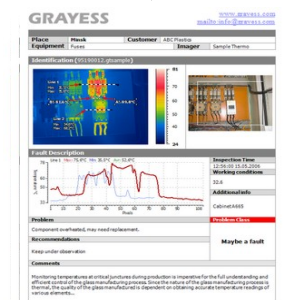 GRAYESS
www.grayess.com
mailto:info@grayess.com
Place Minsk Customer ABC Plastics
Equipment Fuses Imager Sample Thermo
Identification
Fault Description
Inspection Time
12:56:00 15.05.2006
Working conditions
32.6
Additional info
Cabinet A665
Problem
Problem Class
Component overheated, may need replacement.
Maybe a fault
Recommendations
Keep under observation
Comments
Monitoring temperatures at critical junctures during production is imperative for the full understanding and
efficient control of the glass manufacturing process. Since the nature of the glass manufacturing process is
thermal, the quality of the glass manufactured is dependent on obtaining accurate temperature readings of
various elements...